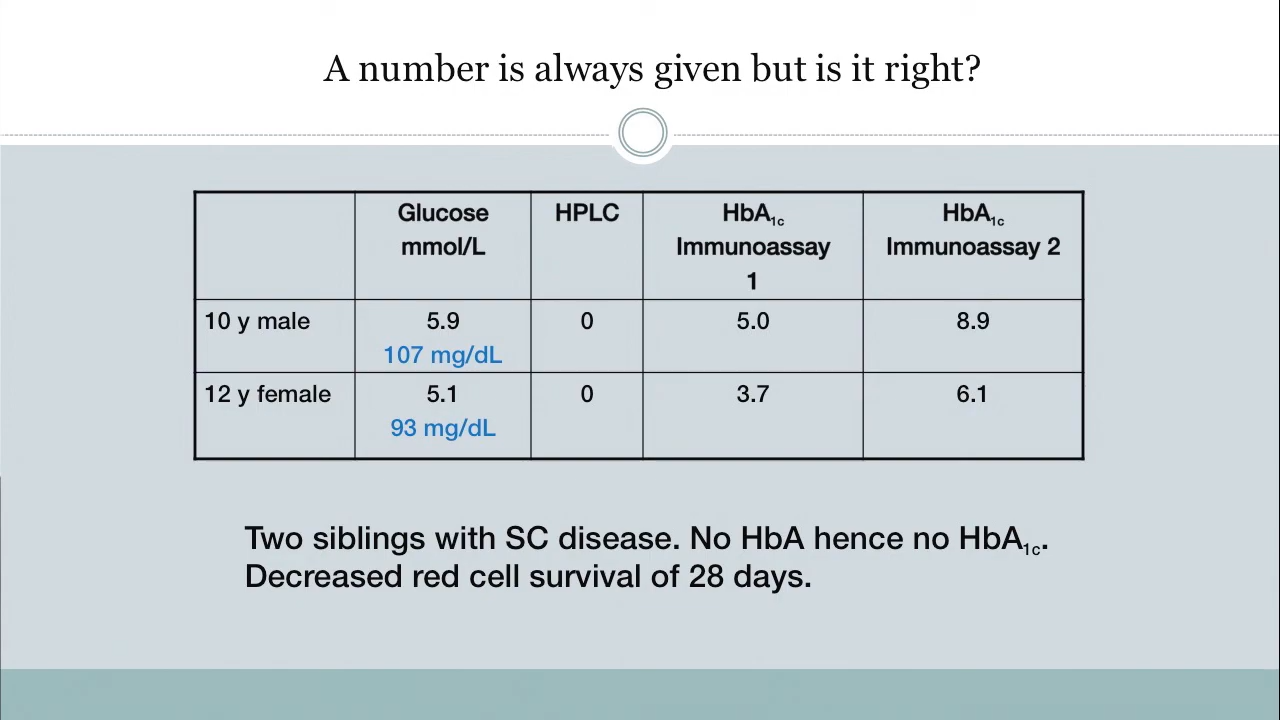 A number is always given but is it right?
Glucose mmol/L HPLC HbA1c Immunoassay 1 HbA1c Immunoassay 2
10 y male 5.9 107 mg/dL 0 5.0 8.9
12 y female 5.1 93 mg/dL 0 3.7 6.1
Two siblings with SC disease. No HbA hence no HbA1c.
Decreased red cell survival of 28 days.